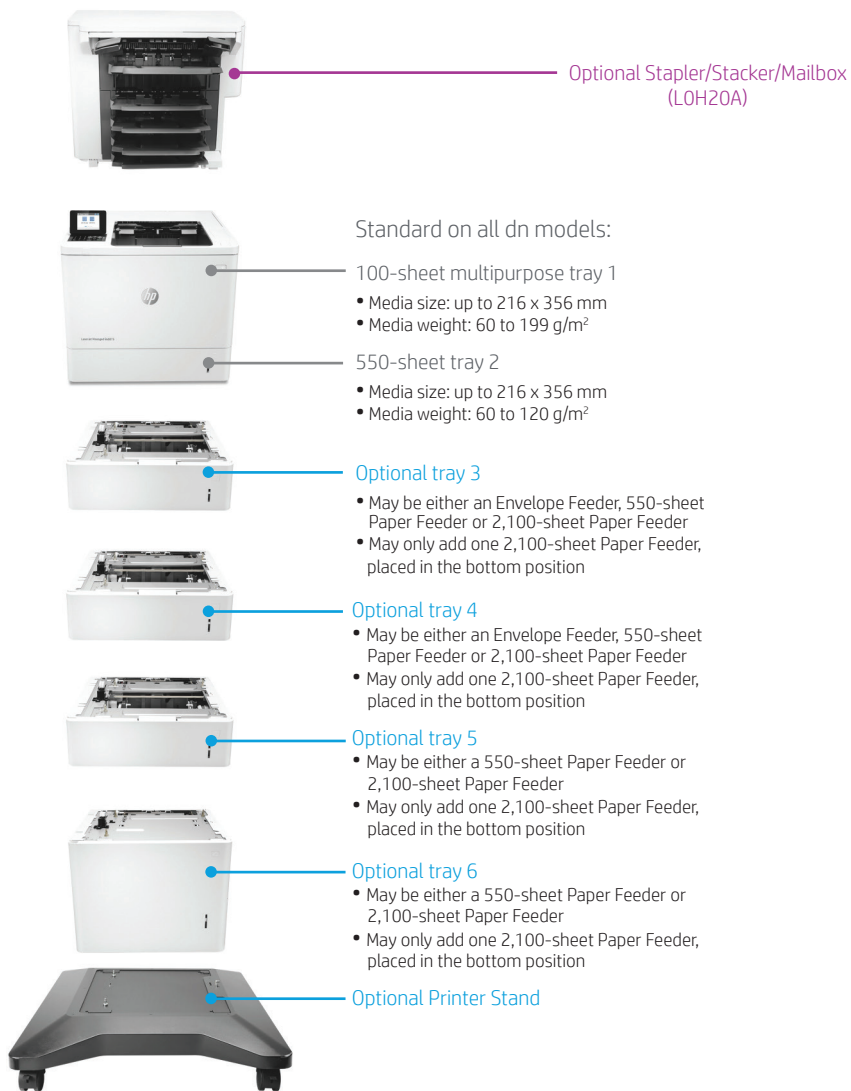 Optional Stapler/Stacker/Mailbox
(L0H20A)
Standard on all dn models:
100-sheet multipurpose tray 1
• Media size: up to 216 x 356 mm
• Media weight: 60 to 199 g/m²
hp
550-sheet tray 2
• Media size: up to 216 x 356 mm
• Media weight: 60 to 120 g/m²
Optional tray 3
• May be either an Envelope Feeder, 550-sheet
Paper Feeder or 2,100-sheet Paper Feeder
• May only add one 2,100-sheet Paper Feeder,
placed in the bottom position
Optional tray 4
• May be either an Envelope Feeder, 550-sheet
Paper Feeder or 2,100-sheet Paper Feeder
• May only add one 2,100-sheet Paper Feeder,
placed in the bottom position
Optional tray 5
• May be either a 550-sheet Paper Feeder or
2,100-sheet Paper Feeder
• May only add one 2,100-sheet Paper Feeder,
placed in the bottom position
Optional tray 6
• May be either a 550-sheet Paper Feeder or
2,100-sheet Paper Feeder
• May only add one 2,100-sheet Paper Feeder,
placed in the bottom position
Optional Printer Stand